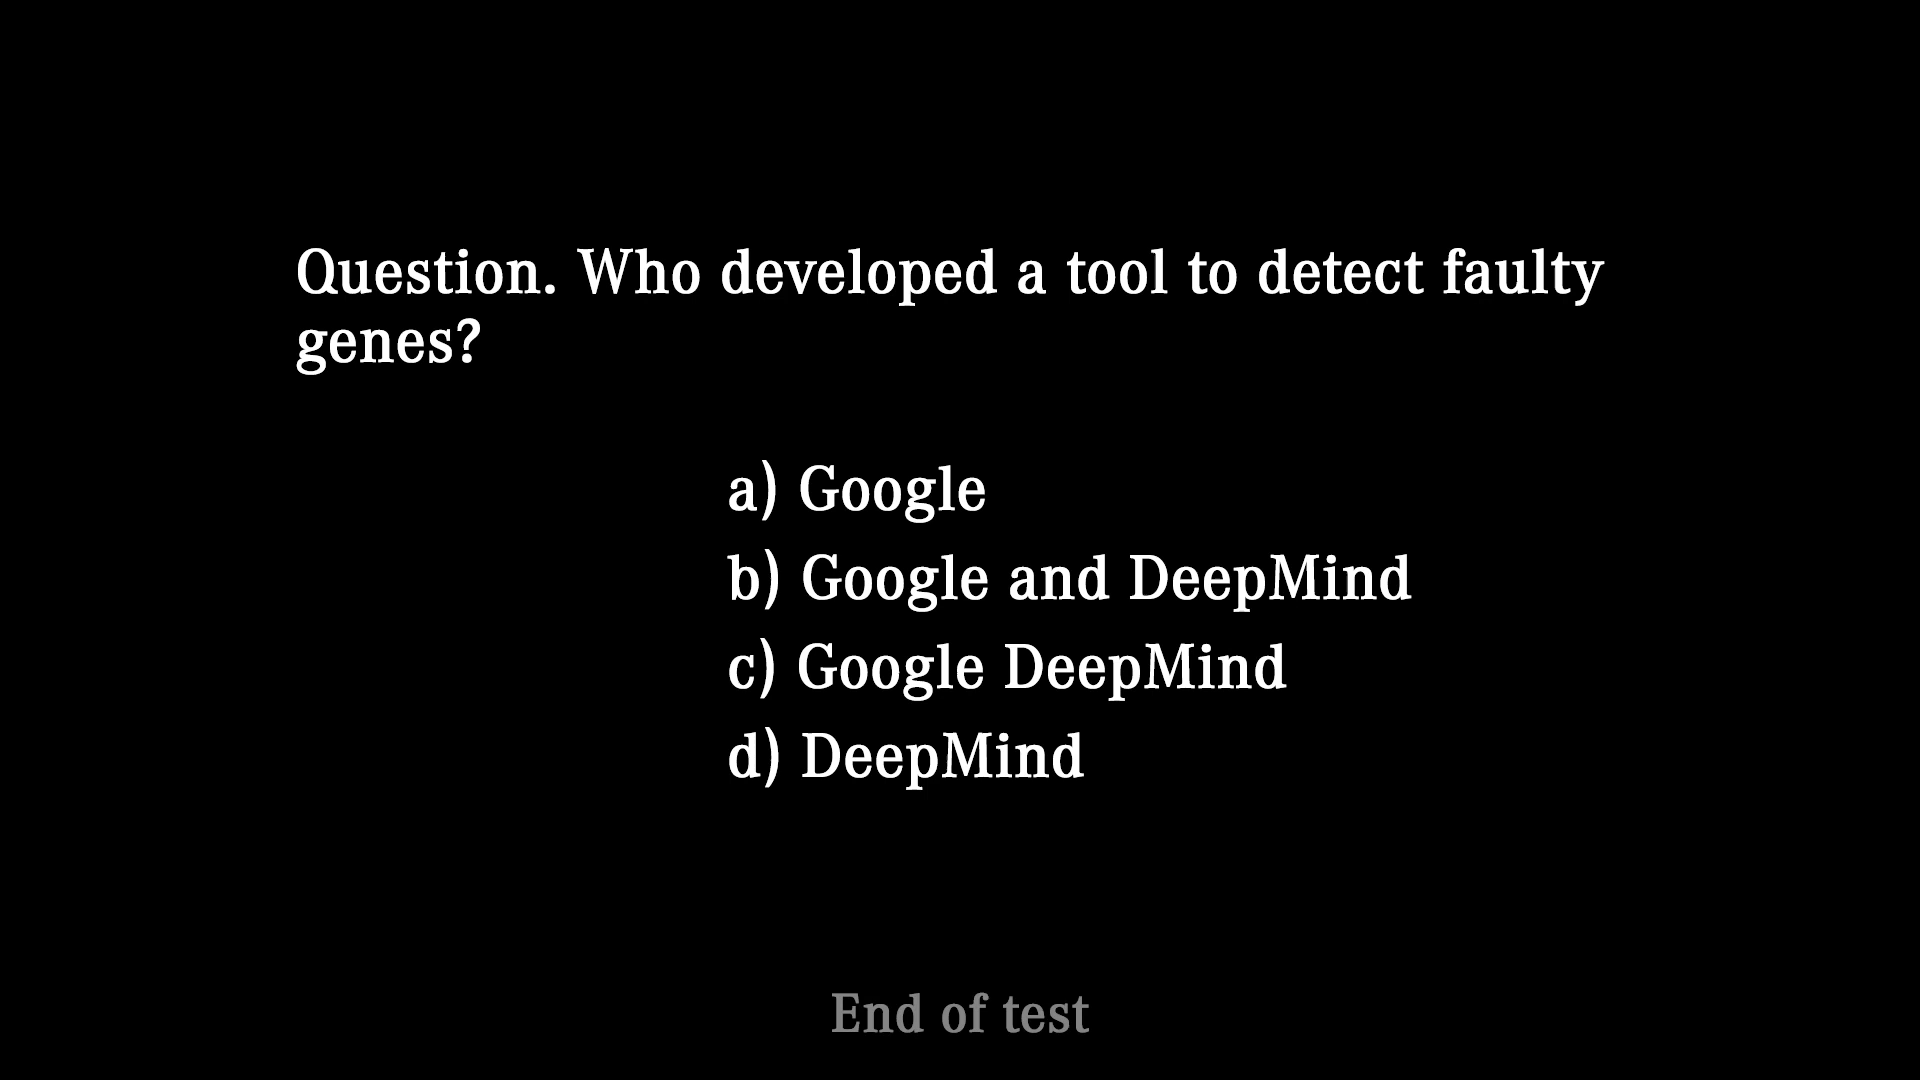 Question. Who developed a tool to detect faulty
genes?
a) Google
b) Google and DeepMind
c) Google DeepMind
d) DeepMind
End of test